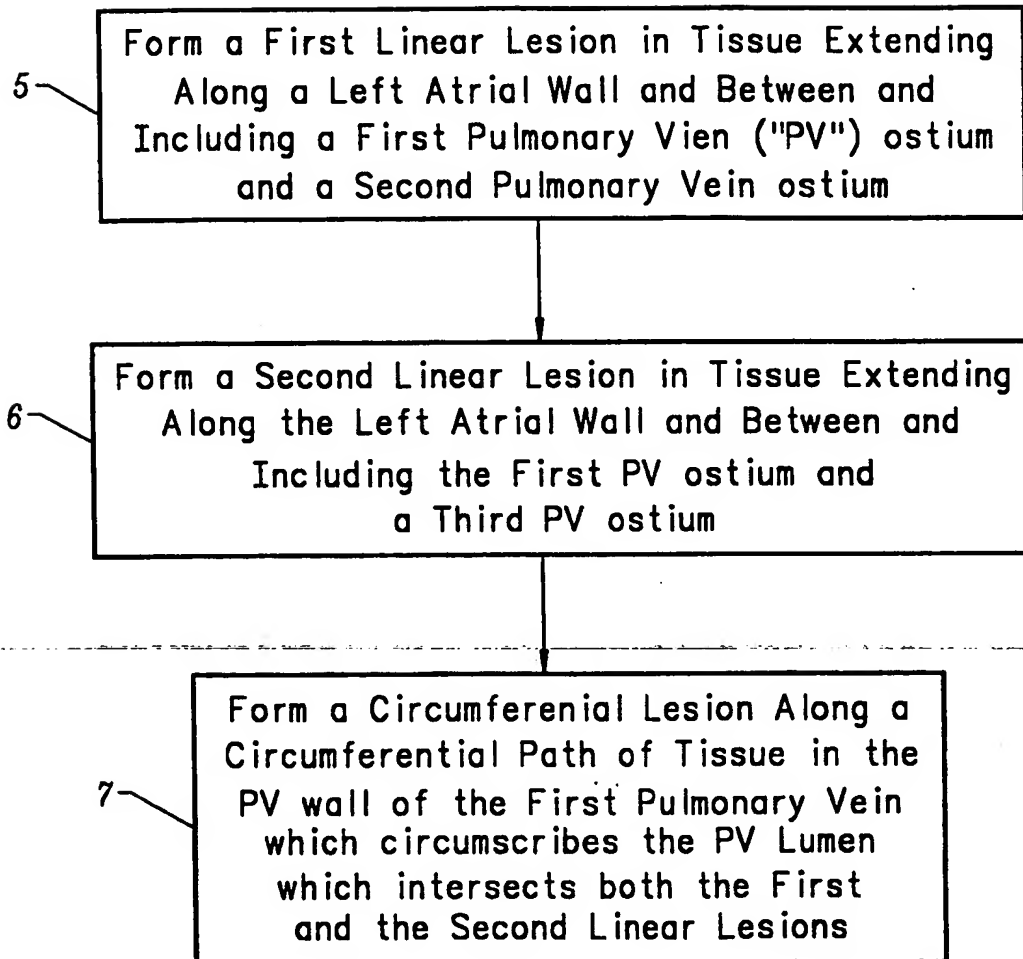 Form a First Linear Lesion in Tissue Extending
5
Along a Left Atrial Wall and Between and
Including a First Pulmonary Vien ("PV") ostium
and a Second Pulmonary Vein ostium
Form a Second Linear Lesion in Tissue Extending
6
Along the Left Atrial Wall and Between and
Including the First PV ostium and
a Third PV ostium
Form a Circumferenial Lesion Along a
Circumferential Path of Tissue in the
7
PV wall of the First Pulmonary Vein
which circumscribes the PV Lumen
which intersects both the First
and the Second Linear Lesions